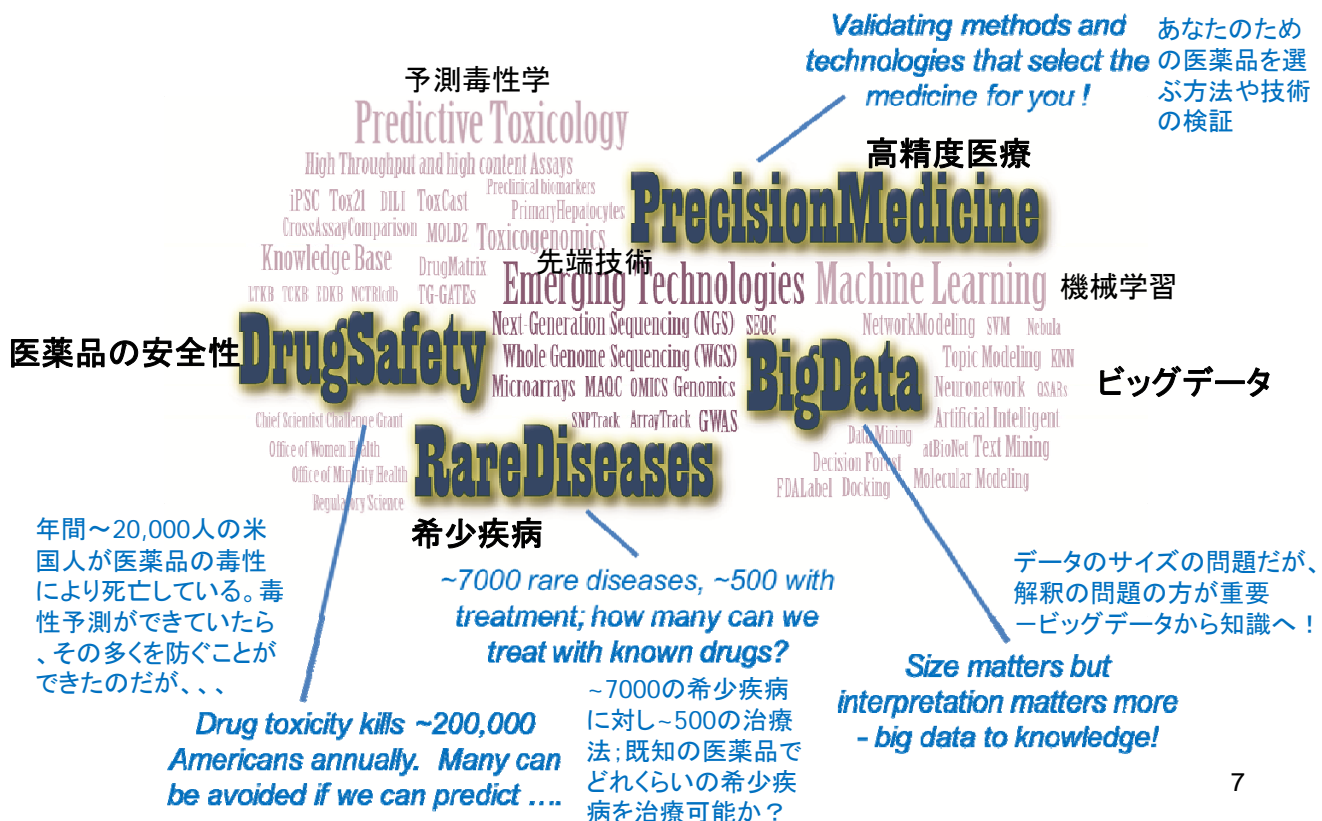 Validating methods and
technologies that select the
medicine for you !
あなたのため
の医薬品を選
ぶ方法や技術
の検証
予測毒性学
Predictive Toxicology
High Throughput and high content Assays
Preclinical biomarkers
iPSC Tox21 DILI ToxCast
PrimaryHepatocytes
CrossAssayComparison MOLD2 Toxicogenomics
高精度医療
PrecisionMedicine
Knowledge Base DrugMatrix
LTKB TCKB EDKB NCTRlcdb TG-GATEs
先端技術
Emerging Technologies
Machine Learning
機械学習
Next-Generation Sequencing (NGS) SEQC
Whole Genome Sequencing (WGS)
Microarrays MAQC OMICS Genomics
SNPTrack ArrayTrack GWAS
NetworkModeling SVM Nebula
Topic Modeling KNN
Neuronetwork QSARs
Artificial Intelligent
Data Mining atBioNet Text Mining
Decision Forest Molecular Modeling
FDALabel Docking
医薬品の安全性
DrugSafety
BigData
ビッグデータ
Chief Scientist Challenge Grant
Office of Women Health
Office of Minority Health
Regulatory Science
RareDiseases
希少疾病
年間～20,000人の米
国人が医薬品の毒性
により死亡している。毒
性予測ができていたら
、その多くを防ぐことが
できたのだが、、、
Drug toxicity kills ~200,000
Americans annually. Many can
be avoided if we can predict ....
~7000 rare diseases, ~500 with
treatment; how many can we
treat with known drugs?
~7000の希少疾病
に対し~500の治療
法;既知の医薬品で
どれくらいの希少疾
病を治療可能か？
データのサイズの問題だが、
解釈の問題の方が重要
－ビッグデータから知識へ！
Size matters but
interpretation matters more
- big data to knowledge!
7